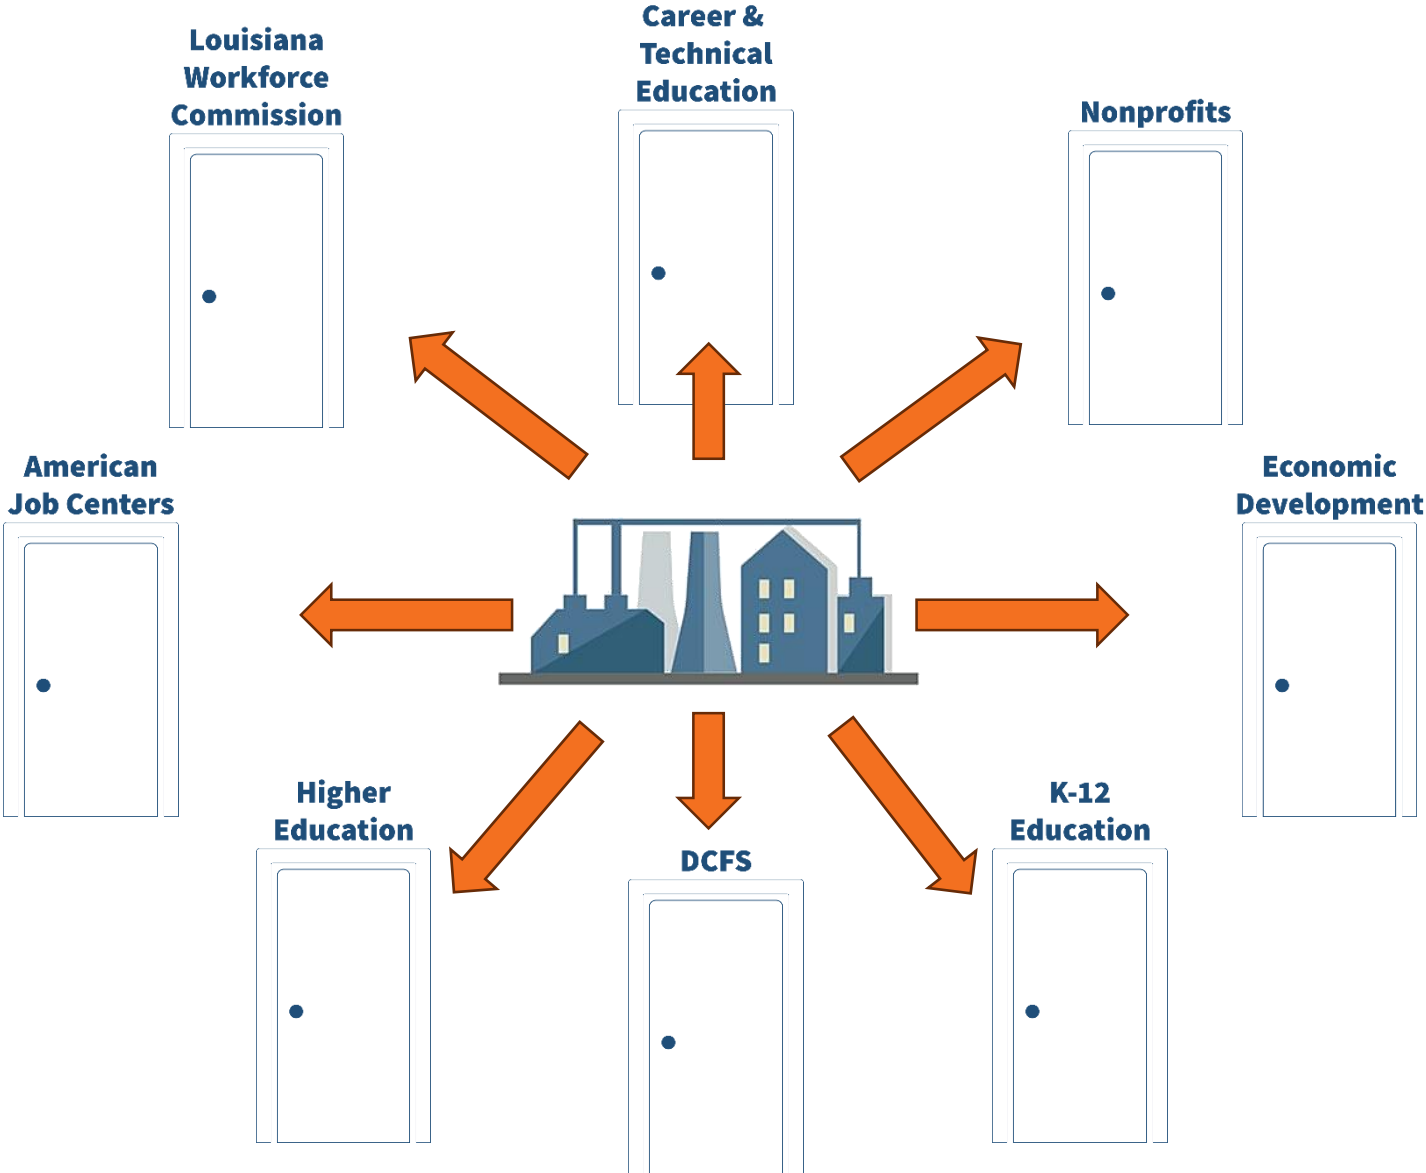 Louisiana
Workforce
Commission
Career &
Technical
Education
Nonprofits
American
Job Centers
Economic
Development
Higher
Education
DCFS
K-12
Education